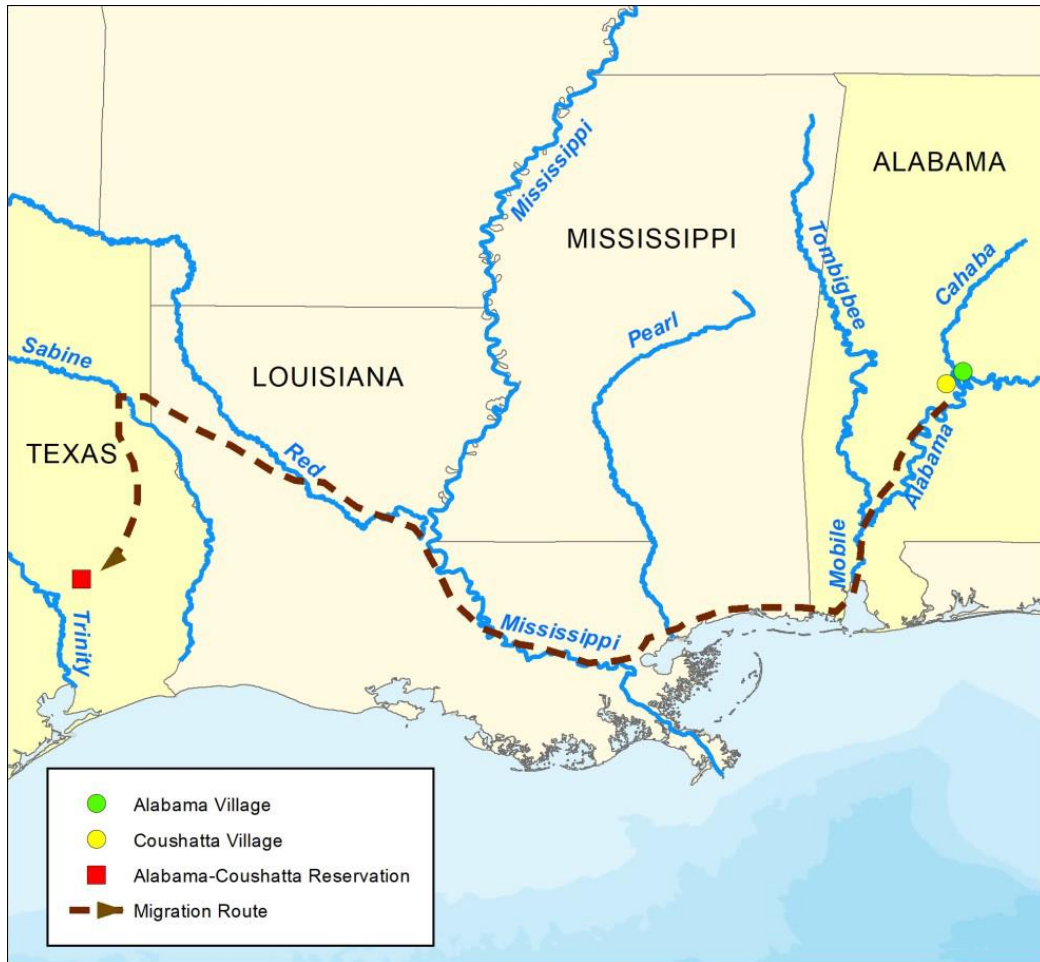 Mississippi
ALABAMA
MISSISSIPPI
Tombigbee
Cahaba
Pearl
Sabine
LOUISIANA
TEXAS
Red
Alabama
Mobile
Mississippi
Trinity
Alabama Village
Coushatta Village
Alabama-Coushatta Reservation
Migration Route